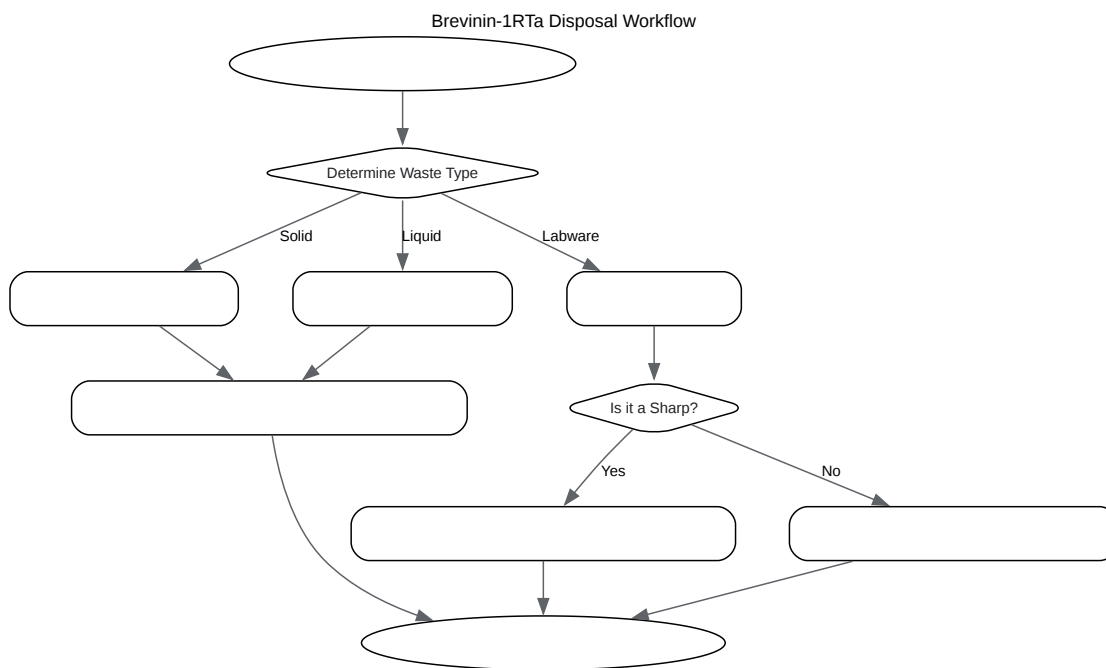 Brevinin-1RTa Disposal Workflow
Determine Waste Type
Solid
Liquid
Labware
Is it a Sharp?
Yes
No